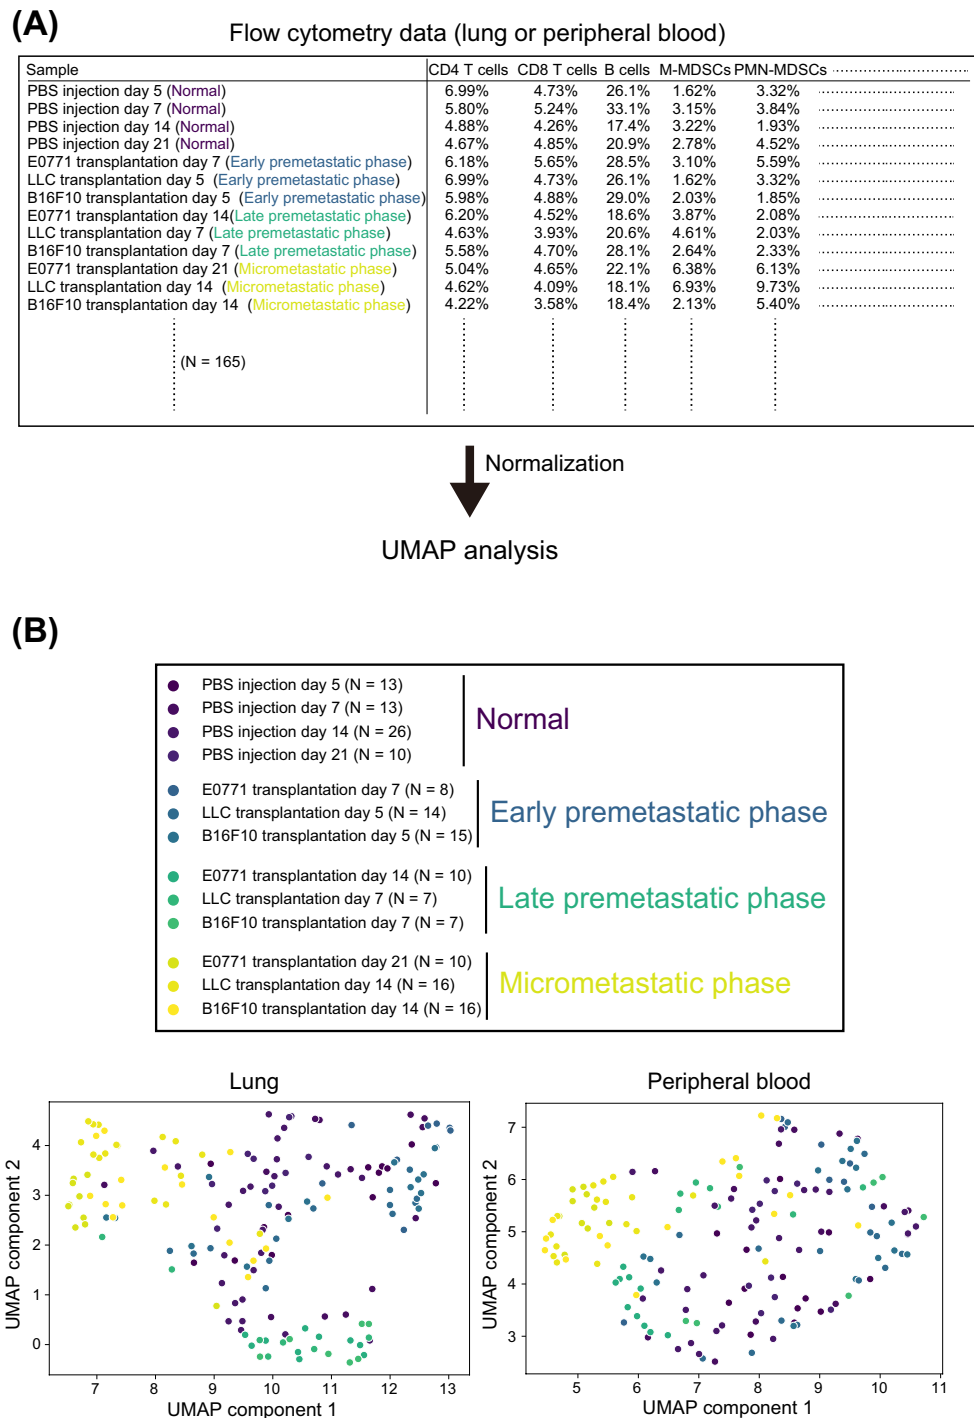 (A)
Flow cytometry data (lung or peripheral blood)
Sample CD4 T cells CD8 T cells B cells M-MDSCs PMN-MDSCs
PBS injection day 5 (Normal) 6.99% 4.73% 26.1% 1.62% 3.32%
PBS injection day 7 (Normal) 5.80% 5.24% 33.1% 3.15% 3.84%
PBS injection day 14 (Normal) 4.88% 4.26% 17.4% 3.22% 1.93%
PBS injection day 21 (Normal) 4.67% 4.85% 20.9% 2.78% 4.52%
E0771 transplantation day 7 (Early premetastatic phase) 6.18% 5.65% 28.5% 3.10% 5.59%
LLC transplantation day 5 (Early premetastatic phase) 6.99% 4.73% 26.1% 1.62% 3.32%
B16F10 transplantation day 5 (Early premetastatic phase) 5.98% 4.88% 29.0% 2.03% 1.85%
E0771 transplantation day 14(Late premetastatic phase) 6.20% 4.52% 18.6% 3.87% 2.08%
LLC transplantation day 7 (Late premetastatic phase) 4.63% 3.93% 20.6% 4.61% 2.03%
B16F10 transplantation day 7 (Late premetastatic phase) 5.58% 4.70% 28.1% 2.64% 2.33%
E0771 transplantation day 21 (Micrometastatic phase) 5.04% 4.65% 22.1% 6.38% 6.13%
LLC transplantation day 14 (Micrometastatic phase) 4.62% 4.09% 18.1% 6.93% 9.73%
B16F10 transplantation day 14 (Micrometastatic phase) 4.22% 3.58% 18.4% 2.13% 5.40%
(N = 165)
Normalization
UMAP analysis
(B)
PBS injection day 5 (N = 13)
PBS injection day 7 (N = 13)
PBS injection day 14 (N = 26)
PBS injection day 21 (N = 10)
Normal
E0771 transplantation day 7 (N = 8)
LLC transplantation day 5 (N = 14)
B16F10 transplantation day 5 (N = 15)
Early premetastatic phase
E0771 transplantation day 14 (N = 10)
LLC transplantation day 7 (N = 7)
B16F10 transplantation day 7 (N = 7)
Late premetastatic phase
E0771 transplantation day 21 (N = 10)
LLC transplantation day 14 (N = 16)
B16F10 transplantation day 14 (N = 16)
Micrometastatic phase
Lung
UMAP component 2
4
3
2
1
0
7 8 9 10 11 12 13
UMAP component 1
Peripheral blood
UMAP component 2
7
6
5
4
3
5 6 7 8 9 10 11
UMAP component 1